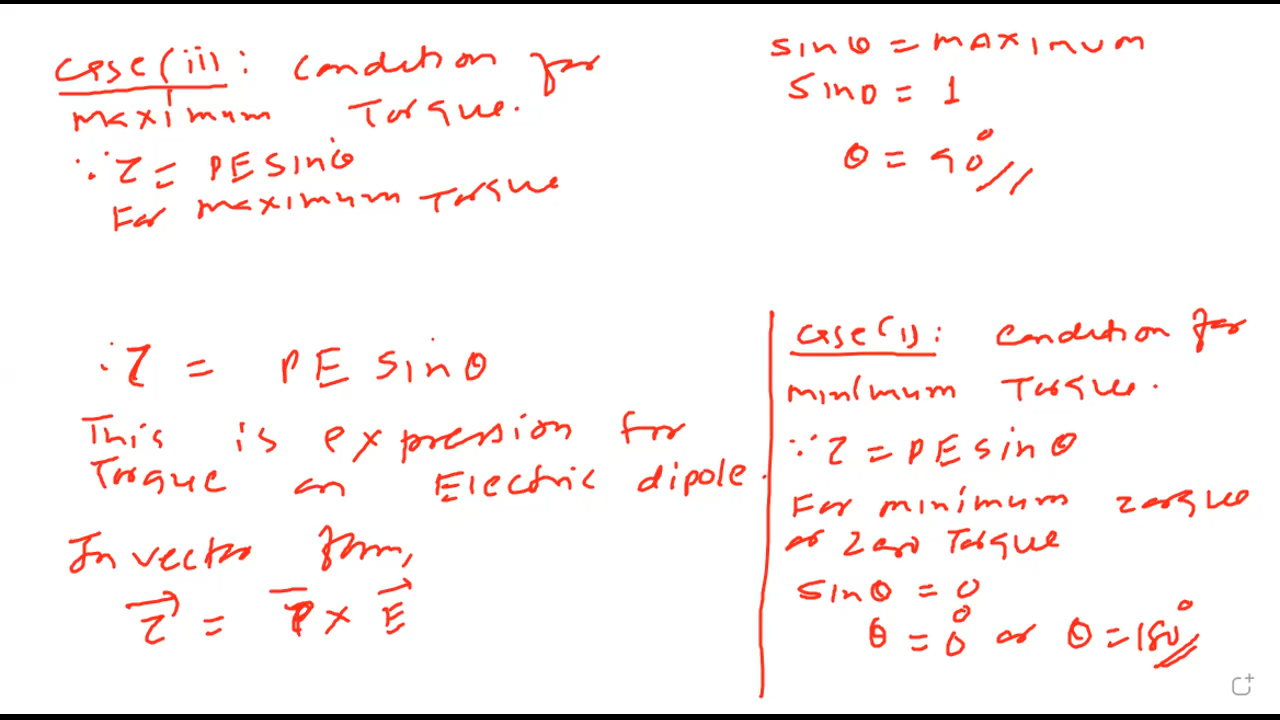 case(ii): condition for
maximum Torque.
∵ τ = PE sinθ
For maximum Torque
sinθ = maximum
sinθ = 1
θ = 90°//
∵ τ = PE sinθ
This is expression for
Torque on Electric dipole.
In vector form,
τ⃗ = P⃗ × E⃗
case(i): condition for
minimum Torque.
∵ τ = PE sinθ
For minimum torque
or zero Torque
sinθ = 0
θ = 0° or θ = 180°//